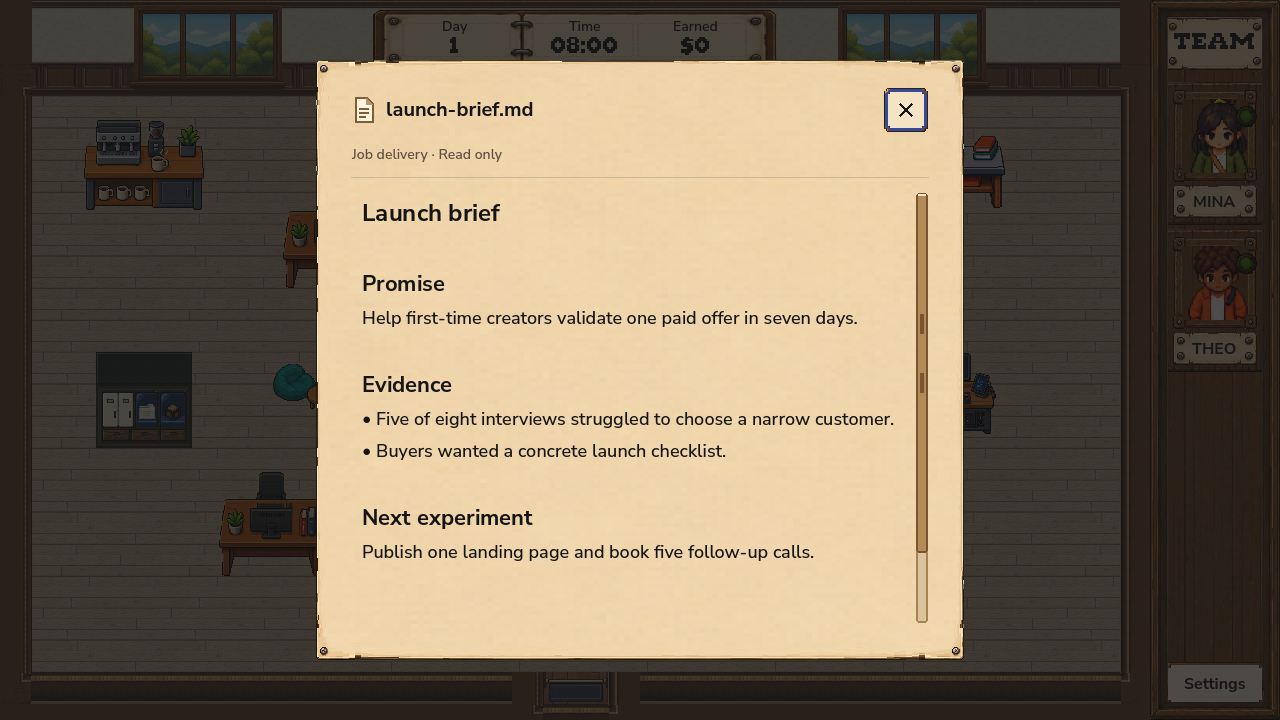 Day
1
Time
08:00
Earned
$0
TEAM
launch-brief.md
Job delivery · Read only
Launch brief
Promise
Help first-time creators validate one paid offer in seven days.
Evidence
• Five of eight interviews struggled to choose a narrow customer.
• Buyers wanted a concrete launch checklist.
Next experiment
Publish one landing page and book five follow-up calls.
MINA
THEO
Settings